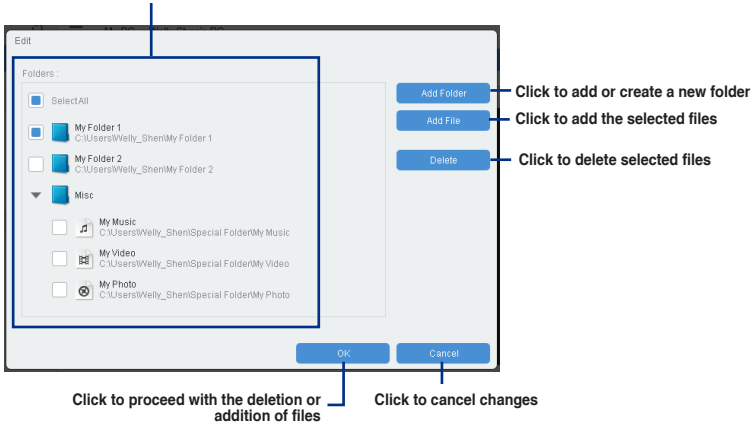 Edit
Folders :
SelectAll
My Folder 1
C:\Users\Welly_Shen\My Folder 1
My Folder 2
C:\Users\Welly_Shen\My Folder 2
Misc
My Music
C:\Users\Welly_Shen\Special Folder\My Music
My Video
C:\Users\Welly_Shen\Special Folder\My Video
My Photo
C:\Users\Welly_Shen\Special Folder\My Photo
Add Folder
Click to add or create a new folder
Add File
Click to add the selected files
Delete
Click to delete selected files
OK
Cancel
Click to proceed with the deletion or
addition of files
Click to cancel changes